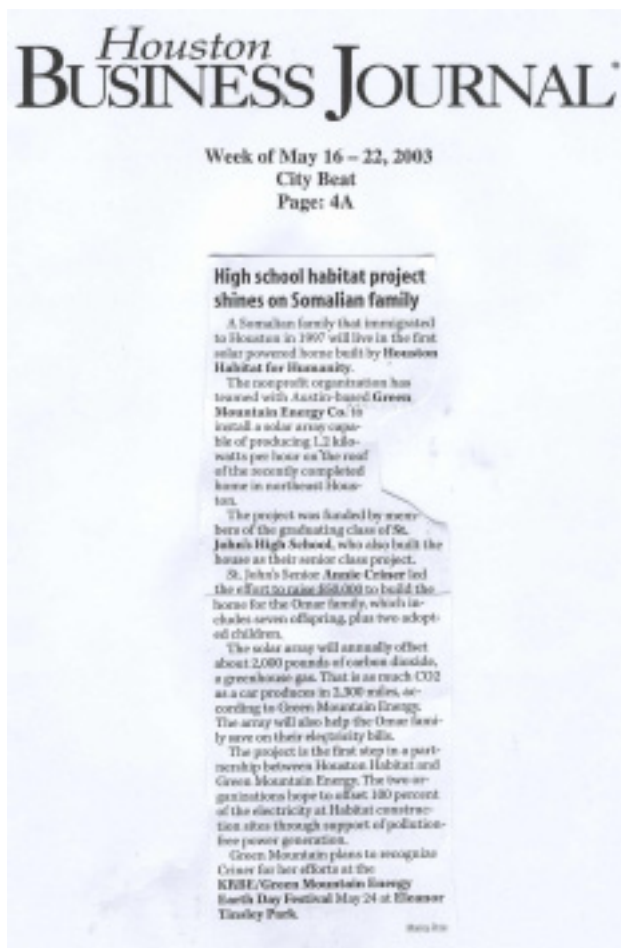 Houston
BUSINESS JOURNAL
Week of May 16 – 22, 2003
City Beat
Page: 4A
High school habitat project
shines on Somalian family
A Somalian family that immigrated
to Houston in 1997 will live in the first
solar powered home built by Houston
Habitat for Humanity.
The nonprofit organization has
teamed with Austin-based Green
Mountain Energy Co. to
install a solar array capa-
ble of producing 1.2 kilo-
watts per hour on the roof
of the recently completed
home in northeast Hous-
ton.
The project was funded by mem-
bers of the graduating class of St.
John's High School, who also built the
house as their senior class project.
St. John's Senior Annie Criner led
the effort to raise $50,000 to build the
home for the Omar family, which in-
cludes seven offspring, plus two adopt-
ed children.
The solar array will annually offset
about 2,000 pounds of carbon dioxide,
a greenhouse gas. That is as much CO2
as a car produces in 2,300 miles, ac-
cording to Green Mountain Energy.
The array will also help the Omar fami-
ly save on their electricity bills.
The project is the first step in a part-
nership between Houston Habitat and
Green Mountain Energy. The two or-
ganizations hope to offset 100 percent
of the electricity at Habitat construc-
tion sites through support of pollution-
free power generation.
Green Mountain plans to recognize
Criner for her efforts at the
KRBE/Green Mountain Energy
Earth Day Festival May 24 at Eleanor
Tinsley Park.